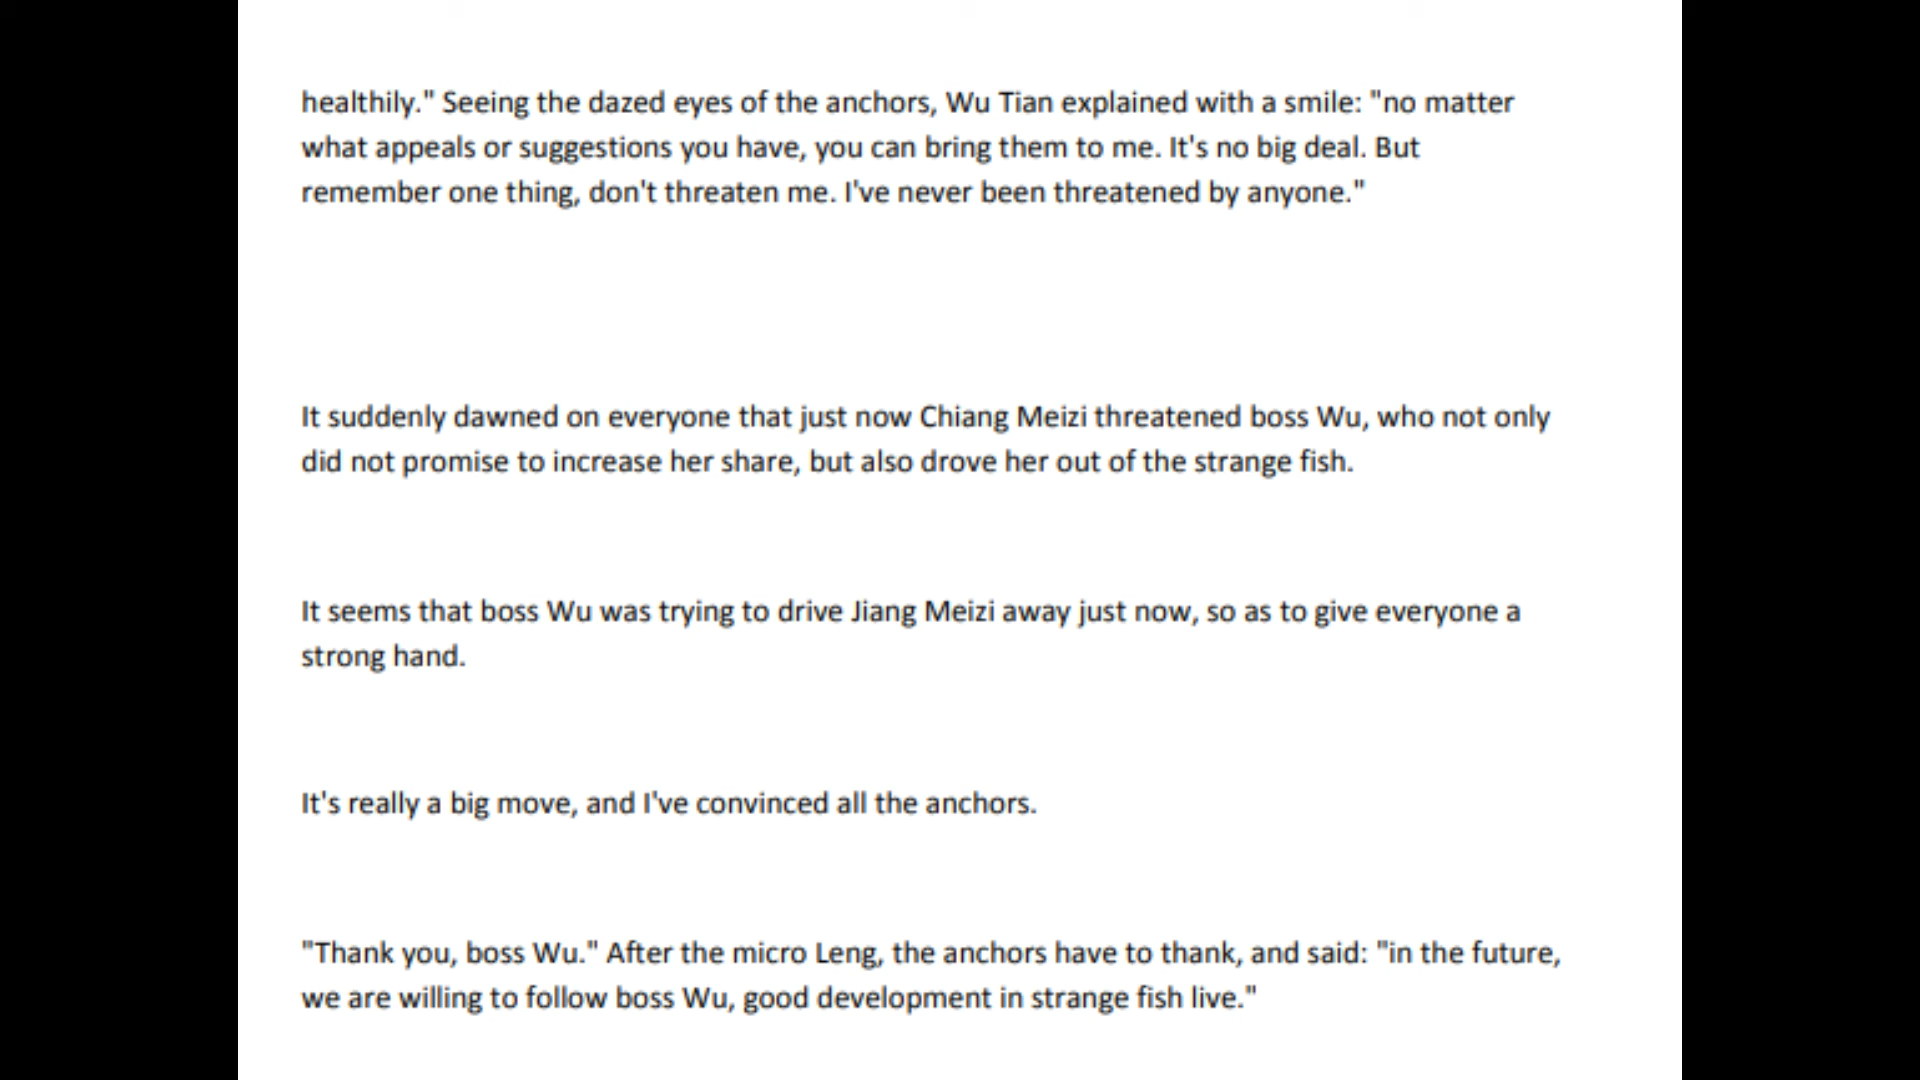 healthily." Seeing the dazed eyes of the anchors, Wu Tian explained with a smile: "no matter
what appeals or suggestions you have, you can bring them to me. It's no big deal. But
remember one thing, don't threaten me. I've never been threatened by anyone."
It suddenly dawned on everyone that just now Chiang Meizi threatened boss Wu, who not only
did not promise to increase her share, but also drove her out of the strange fish.
It seems that boss Wu was trying to drive Jiang Meizi away just now, so as to give everyone a
strong hand.
It's really a big move, and I've convinced all the anchors.
"Thank you, boss Wu." After the micro Leng, the anchors have to thank, and said: "in the future,
we are willing to follow boss Wu, good development in strange fish live."